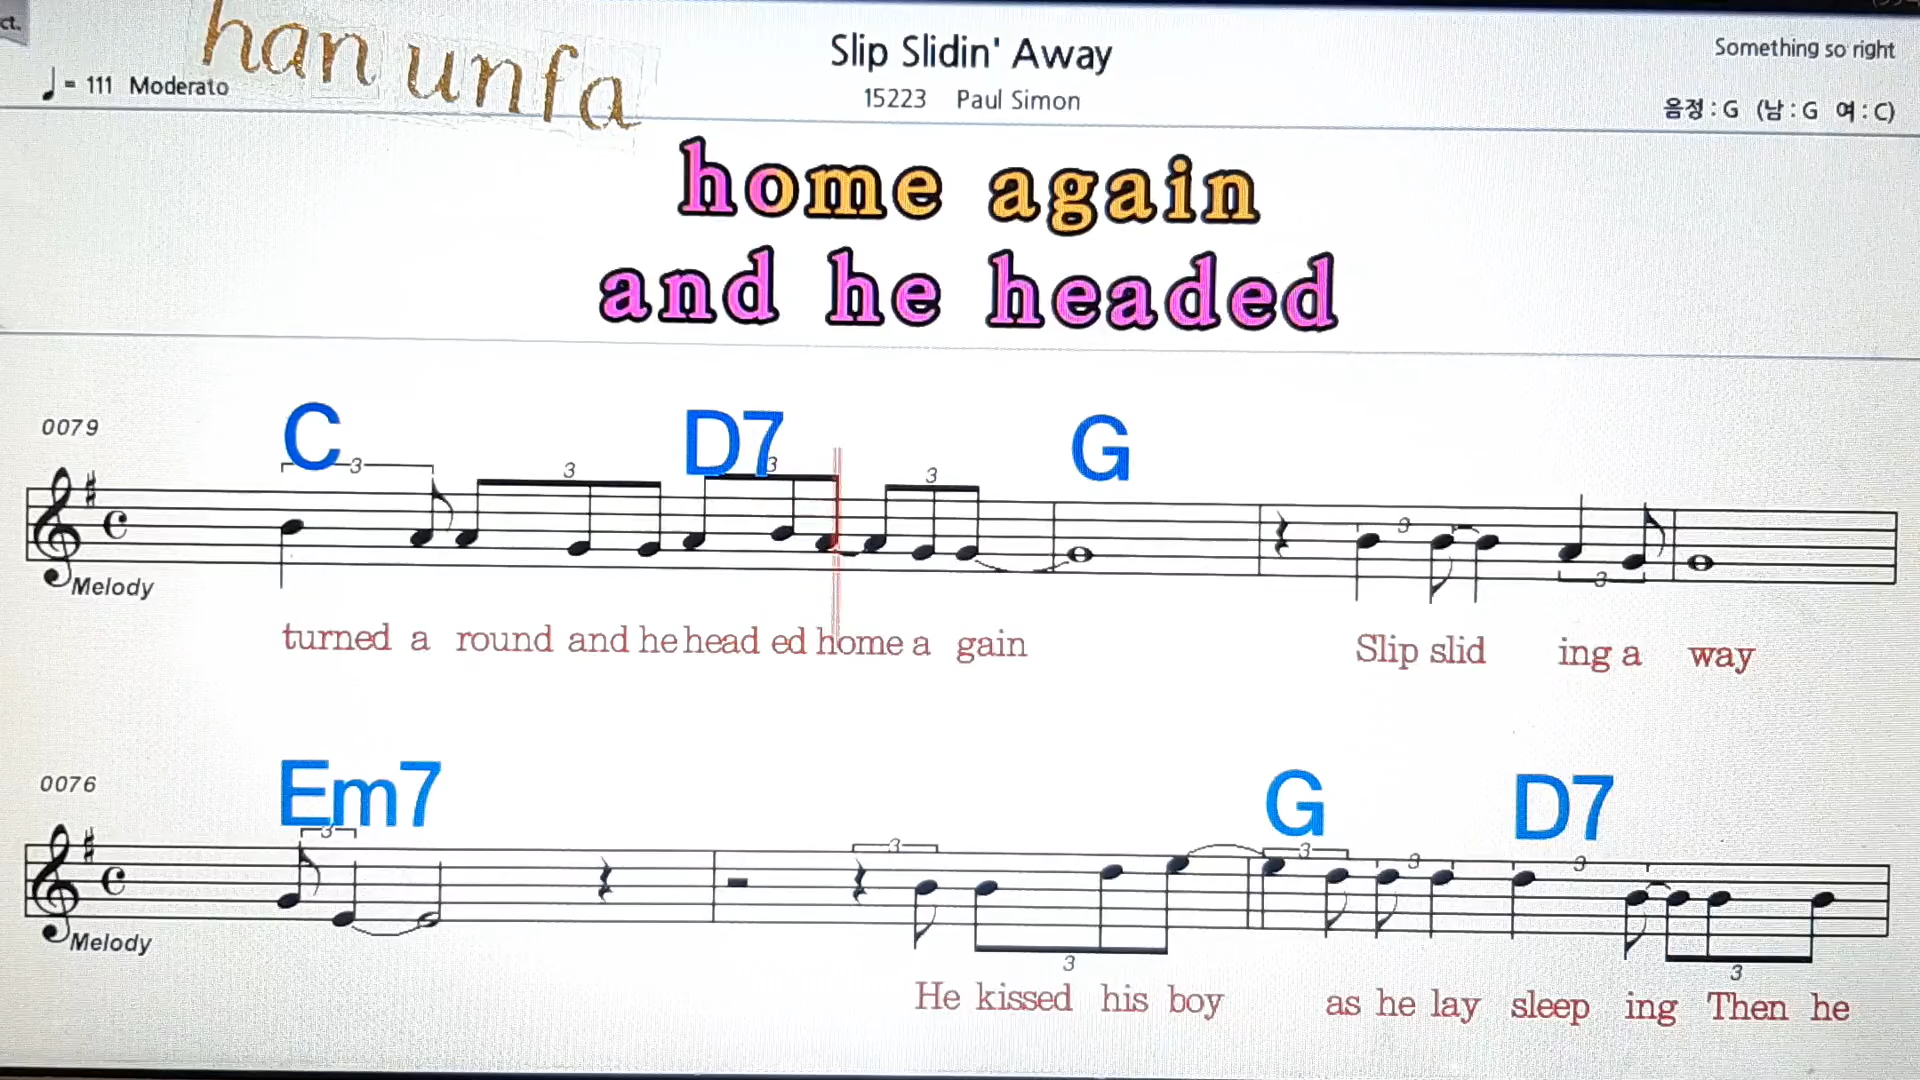 ct.
han unfa
♩ = 111 Moderato
Slip Slidin' Away
15223 Paul Simon
Something so right
음정 : G (남 : G 여 : C)
home again
and he headed
0079
C D7 G
3 3 3 3 3 3
Melody
turned a round and he head ed home a gain Slip slid ing a way
0076
Em7 G D7
3 3 3 3 3 3 3
Melody
He kissed his boy as he lay sleep ing Then he